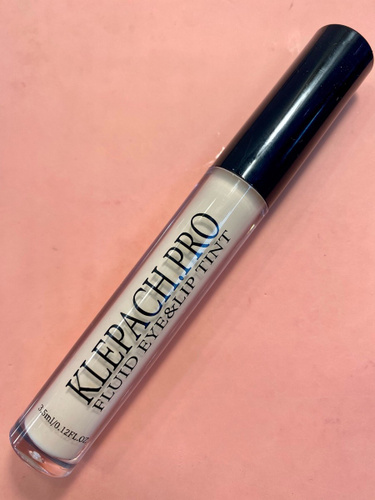 KLEPACH.PRO
FLUID EYE&LIP TINT
3.5ml/0.12FL.OZ